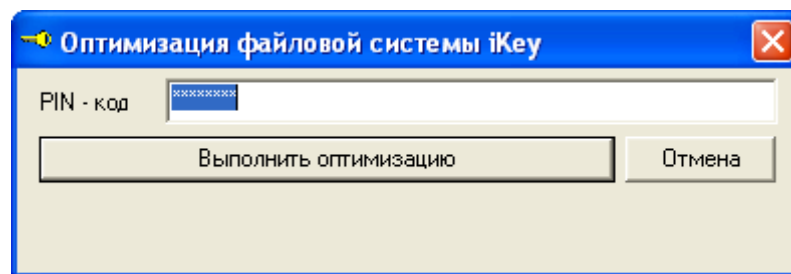 Оптимизация файловой системы iKey
PIN - код ********
Выполнить оптимизацию Отмена